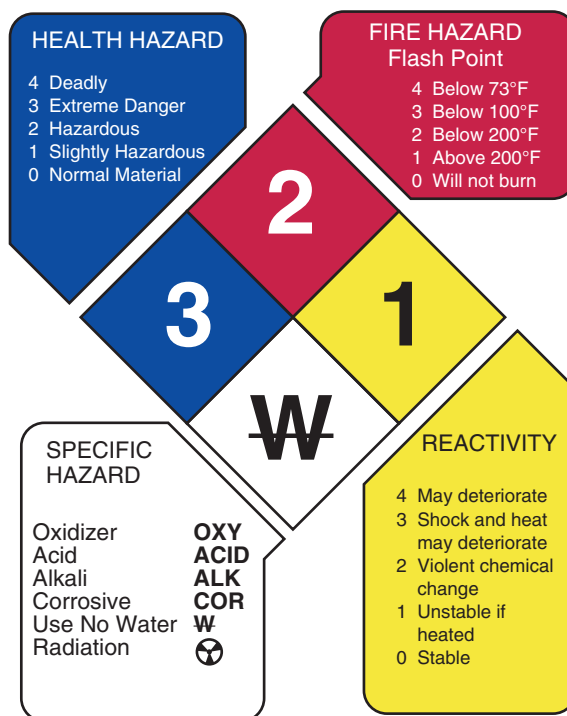 HEALTH HAZARD
4 Deadly
3 Extreme Danger
2 Hazardous
1 Slightly Hazardous
0 Normal Material
FIRE HAZARD
Flash Point
4 Below 73°F
3 Below 100°F
2 Below 200°F
1 Above 200°F
0 Will not burn
2
3
1
W
SPECIFIC
HAZARD
Oxidizer OXY
Acid ACID
Alkali ALK
Corrosive COR
Use No Water W
Radiation
REACTIVITY
4 May deteriorate
3 Shock and heat
may deteriorate
2 Violent chemical
change
1 Unstable if
heated
0 Stable